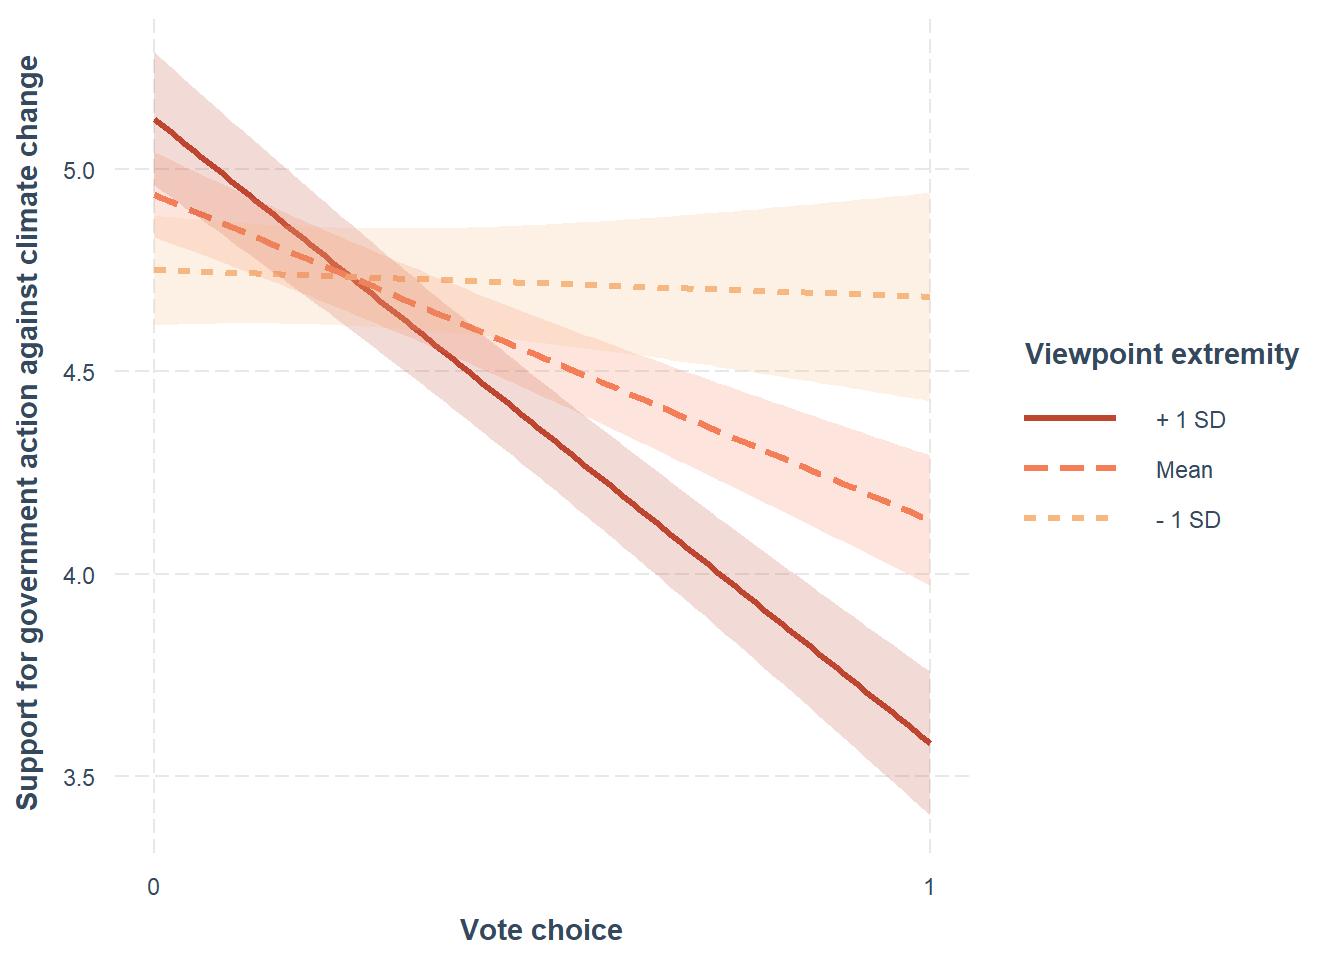 Support for government action against climate change
5.0
4.5
4.0
3.5
0
1
Vote choice
Viewpoint extremity
+ 1 SD
Mean
- 1 SD